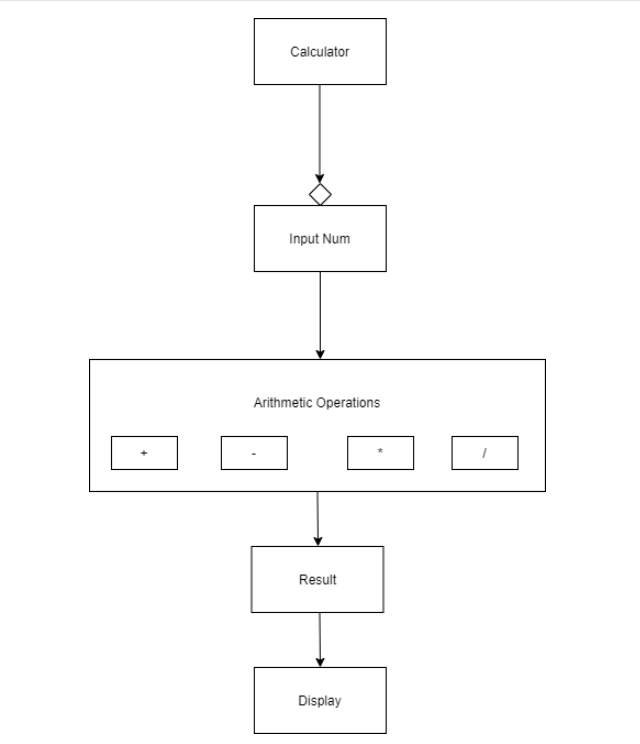 Calculator
Input Num
Arithmetic Operations
+ - * /
Result
Display